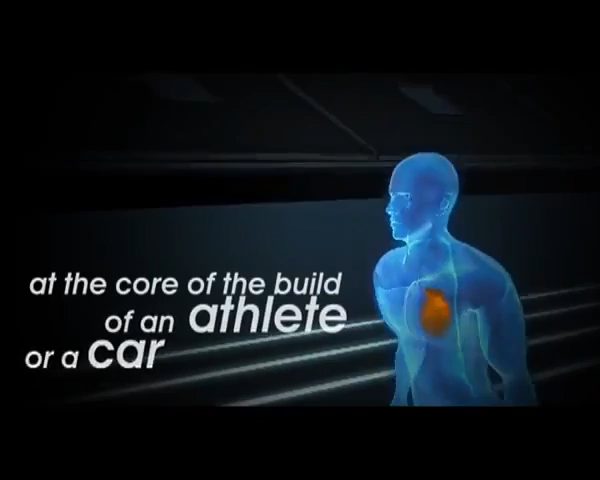 at the core of the build
of an athlete
or a car